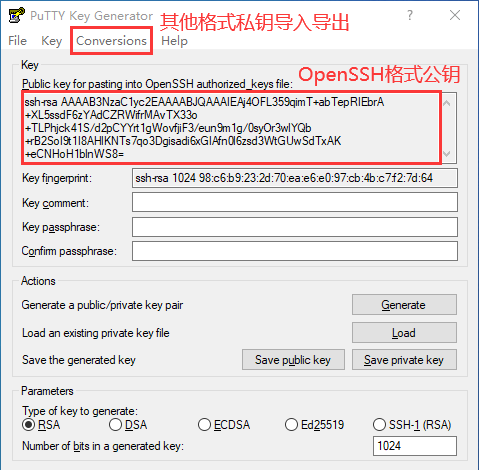 PuTTY Key Generator
其他格式私钥导入导出
File Key Conversions Help
Key
Public key for pasting into OpenSSH authorized_keys file:
OpenSSH格式公钥
ssh-rsa AAAAB3NzaC1yc2EAAAABJQAAAIEAj4OFL359qimT+abTepRIEbrA
+XL5ssdF6zYAdCZRWifrMAvTX33o
+TLPhjck41S/d2pCYYrt1gWovfjiF3/eun9m1g/0syOr3wIYQb
+rB2SoI9t1I8AHlKNTs7qo3Dgisadi6xGIAfn0I6zsd3WtGUwSdTxAK
+eCNHoH1bInWS8=
Key fingerprint:
ssh-rsa 1024 98:c6:b9:23:2d:70:ea:e6:e0:97:cb:4b:c7:f2:7d:64
Key comment:
Key passphrase:
Confirm passphrase:
Actions
Generate a public/private key pair
Generate
Load an existing private key file
Load
Save the generated key
Save public key
Save private key
Parameters
Type of key to generate:
RSA DSA ECDSA Ed25519 SSH-1 (RSA)
Number of bits in a generated key:
1024